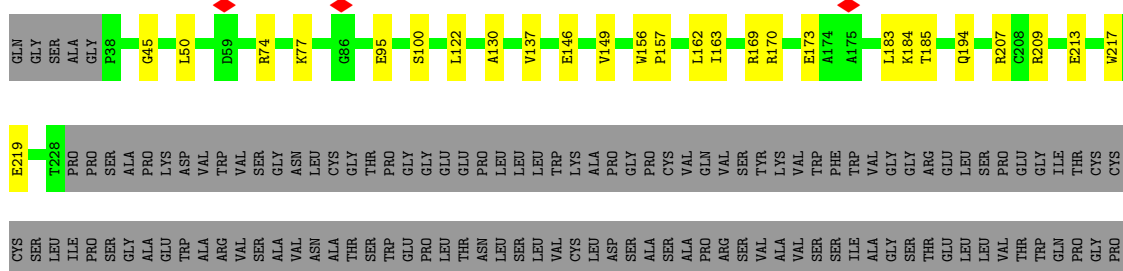 GLN GLY SER ALA GLY P38 G45 L50 D59 R74 K77 G86 E95 S100 L122 A130 V137 E146 V149 W156 P157 L162 I163 R169 R170 E173 A174 A175 L183 K184 T185 Q194 R207 C208 R209 E213 W217
E219 T228 PRO PRO SER ALA PRO LYS ASP VAL TRP VAL SER GLY ASN LEU CYS GLY THR PRO GLY GLY GLU GLU PRO LEU LEU LEU TRP LYS ALA PRO GLY PRO CYS VAL GLN VAL SER TYR LYS VAL TRP PHE TRP VAL GLY GLY ARG GLU LEU SER PRO GLU GLY ILE THR CYS CYS
CYS SER LEU ILE PRO SER GLY ALA GLU TRP ALA ARG VAL SER ALA VAL ASN ALA THR SER TRP GLU PRO LEU THR ASN LEU SER LEU VAL CYS LEU ASP SER ALA SER ALA PRO ARG SER VAL ALA VAL SER SER ILE ALA GLY SER THR GLU LEU LEU VAL THR TRP GLN PRO GLY PRO